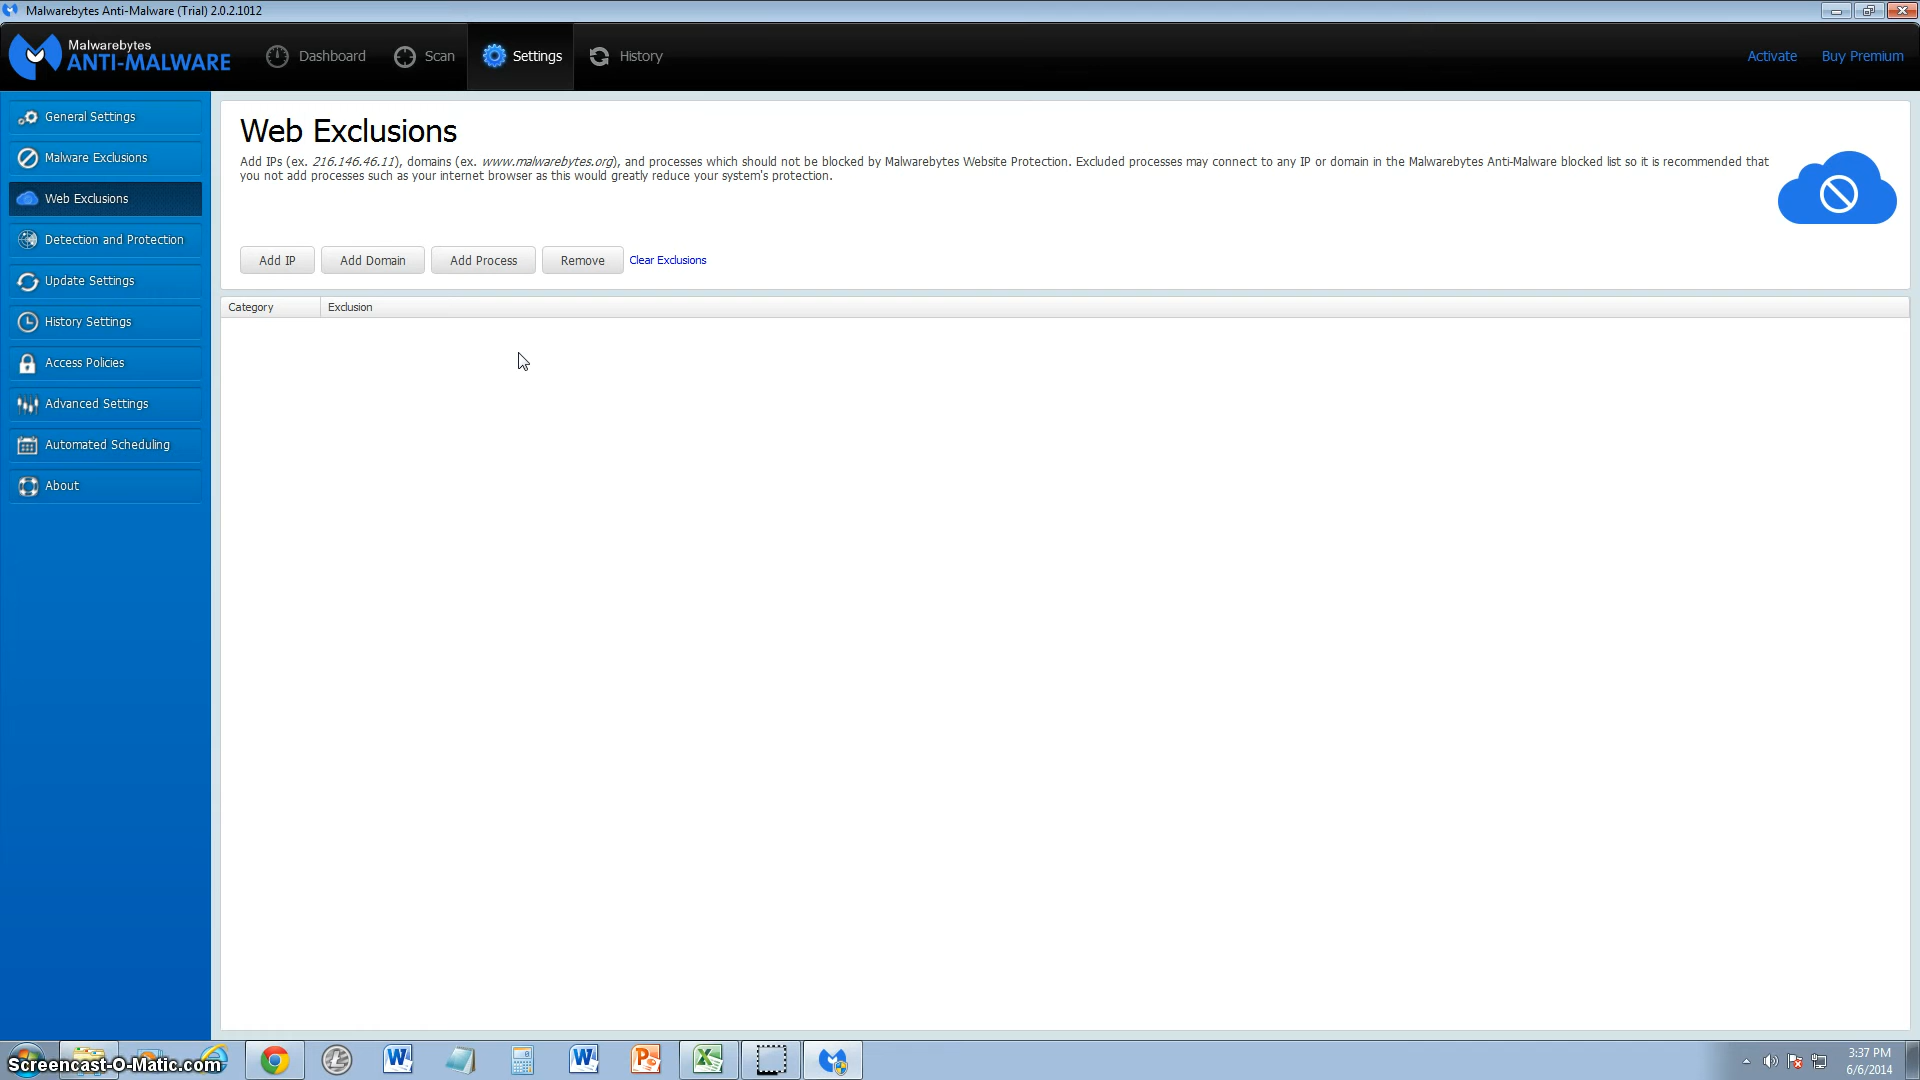 Malwarebytes Anti-Malware (Trial) 2.0.2.1012
Malwarebytes
ANTI-MALWARE
Dashboard
Scan
Settings
History
Activate
Buy Premium
General Settings
Malware Exclusions
Web Exclusions
Detection and Protection
Update Settings
History Settings
Access Policies
Advanced Settings
Automated Scheduling
About
Web Exclusions
Add IPs (ex. 216.146.46.11), domains (ex. www.malwarebytes.org), and processes which should not be blocked by Malwarebytes Website Protection. Excluded processes may connect to any IP or domain in the Malwarebytes Anti-Malware blocked list so it is recommended that
you not add processes such as your internet browser as this would greatly reduce your system's protection.
Add IP
Add Domain
Add Process
Remove
Clear Exclusions
Category
Exclusion
Screencast-O-Matic.com
3:37 PM
6/6/2014